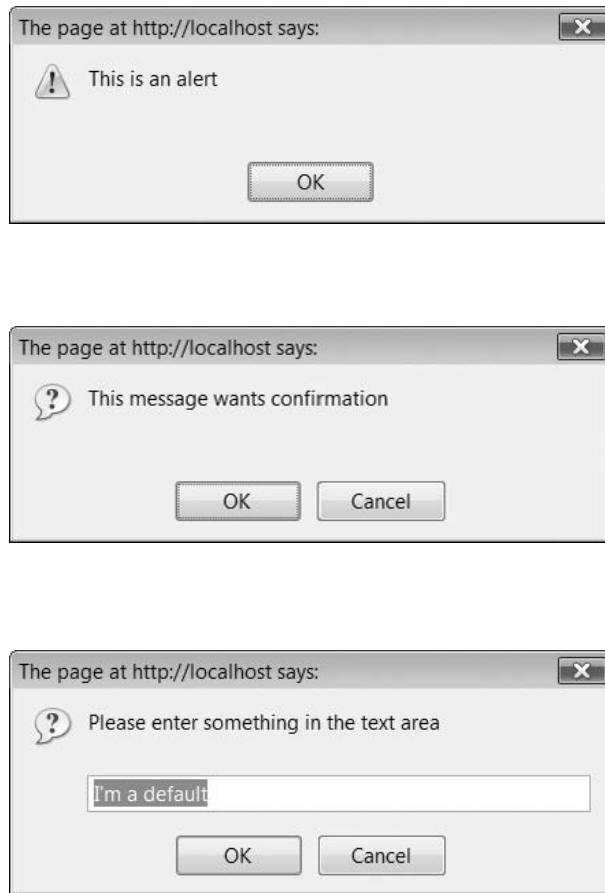 The page at http://localhost says:
This is an alert
OK
The page at http://localhost says:
This message wants confirmation
OK Cancel
The page at http://localhost says:
Please enter something in the text area
I'm a default
OK Cancel